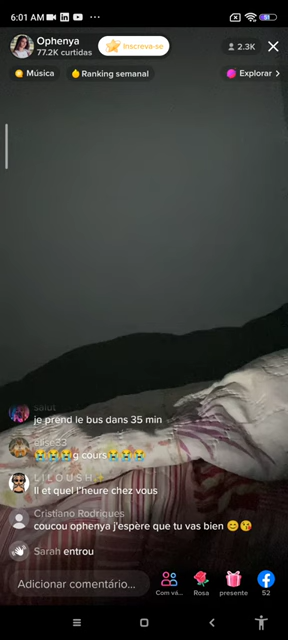 6:01 AM
Ophenya
77.2K curtidas
Inscreva-se
2.3K
Música
Ranking semanal
Explorar
salut
je prend le bus dans 35 min
elise33
😭😭😭g cours😭😭😭
L I L O U S H ✨
Il et quel l'heure chez vous
Cristiano Rodrigues
coucou ophenya j'espère que tu vas bien 😊😘
Sarah entrou
Adicionar comentário...
Com vá...
Rosa
presente
52